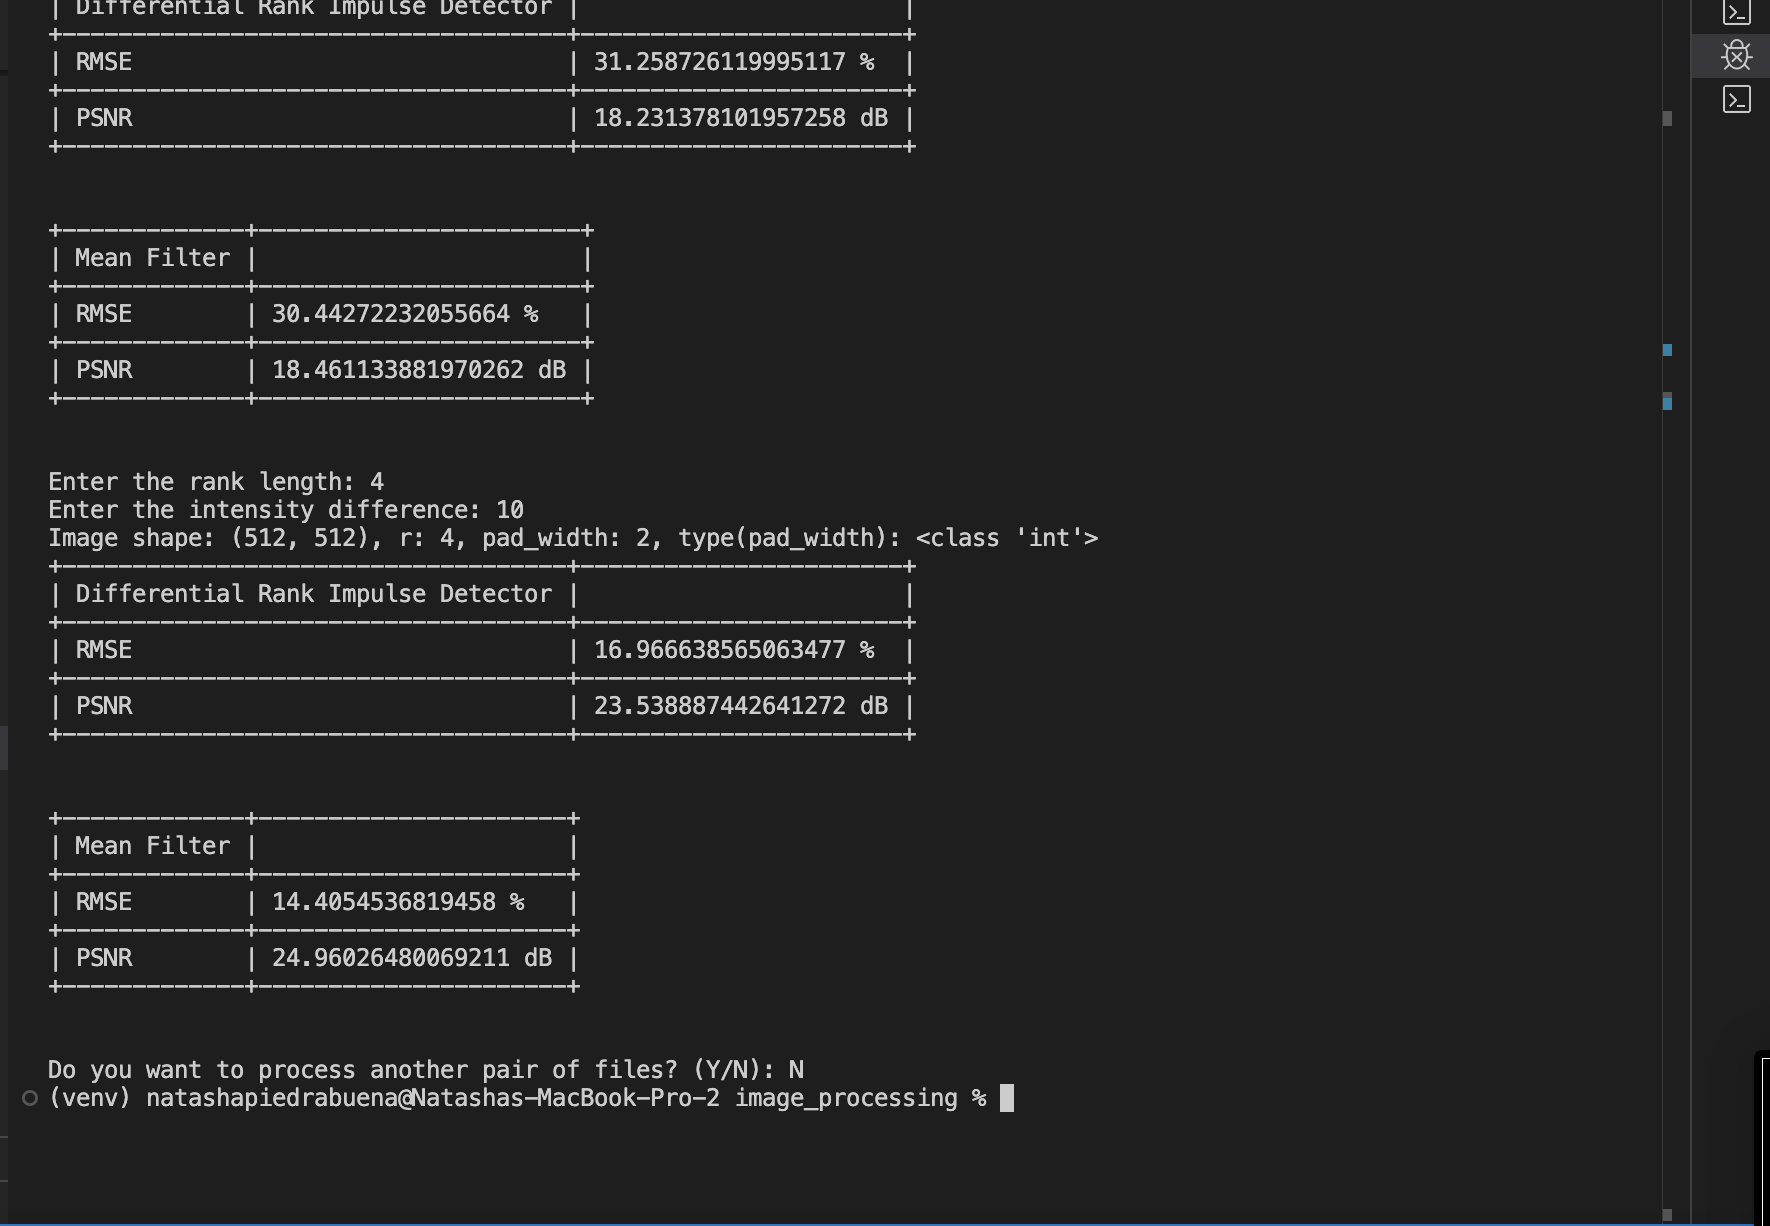 | Differential Rank Impulse Detector |                       |
+------------------------------------+-----------------------+
| RMSE                               | 31.258726119995117 %  |
+------------------------------------+-----------------------+
| PSNR                               | 18.231378101957258 dB |
+------------------------------------+-----------------------+
+-------------+-----------------------+
| Mean Filter |                       |
+-------------+-----------------------+
| RMSE        | 30.44272232055664 %   |
+-------------+-----------------------+
| PSNR        | 18.461133881970262 dB |
+-------------+-----------------------+
Enter the rank length: 4
Enter the intensity difference: 10
Image shape: (512, 512), r: 4, pad_width: 2, type(pad_width): <class 'int'>
+------------------------------------+-----------------------+
| Differential Rank Impulse Detector |                       |
+------------------------------------+-----------------------+
| RMSE                               | 16.966638565063477 %  |
+------------------------------------+-----------------------+
| PSNR                               | 23.538887442641272 dB |
+------------------------------------+-----------------------+
+-------------+----------------------+
| Mean Filter |                      |
+-------------+----------------------+
| RMSE        | 14.4054536819458 %   |
+-------------+----------------------+
| PSNR        | 24.96026480069211 dB |
+-------------+----------------------+
Do you want to process another pair of files? (Y/N): N
(venv) natashapiedrabuena@Natashas-MacBook-Pro-2 image_processing %